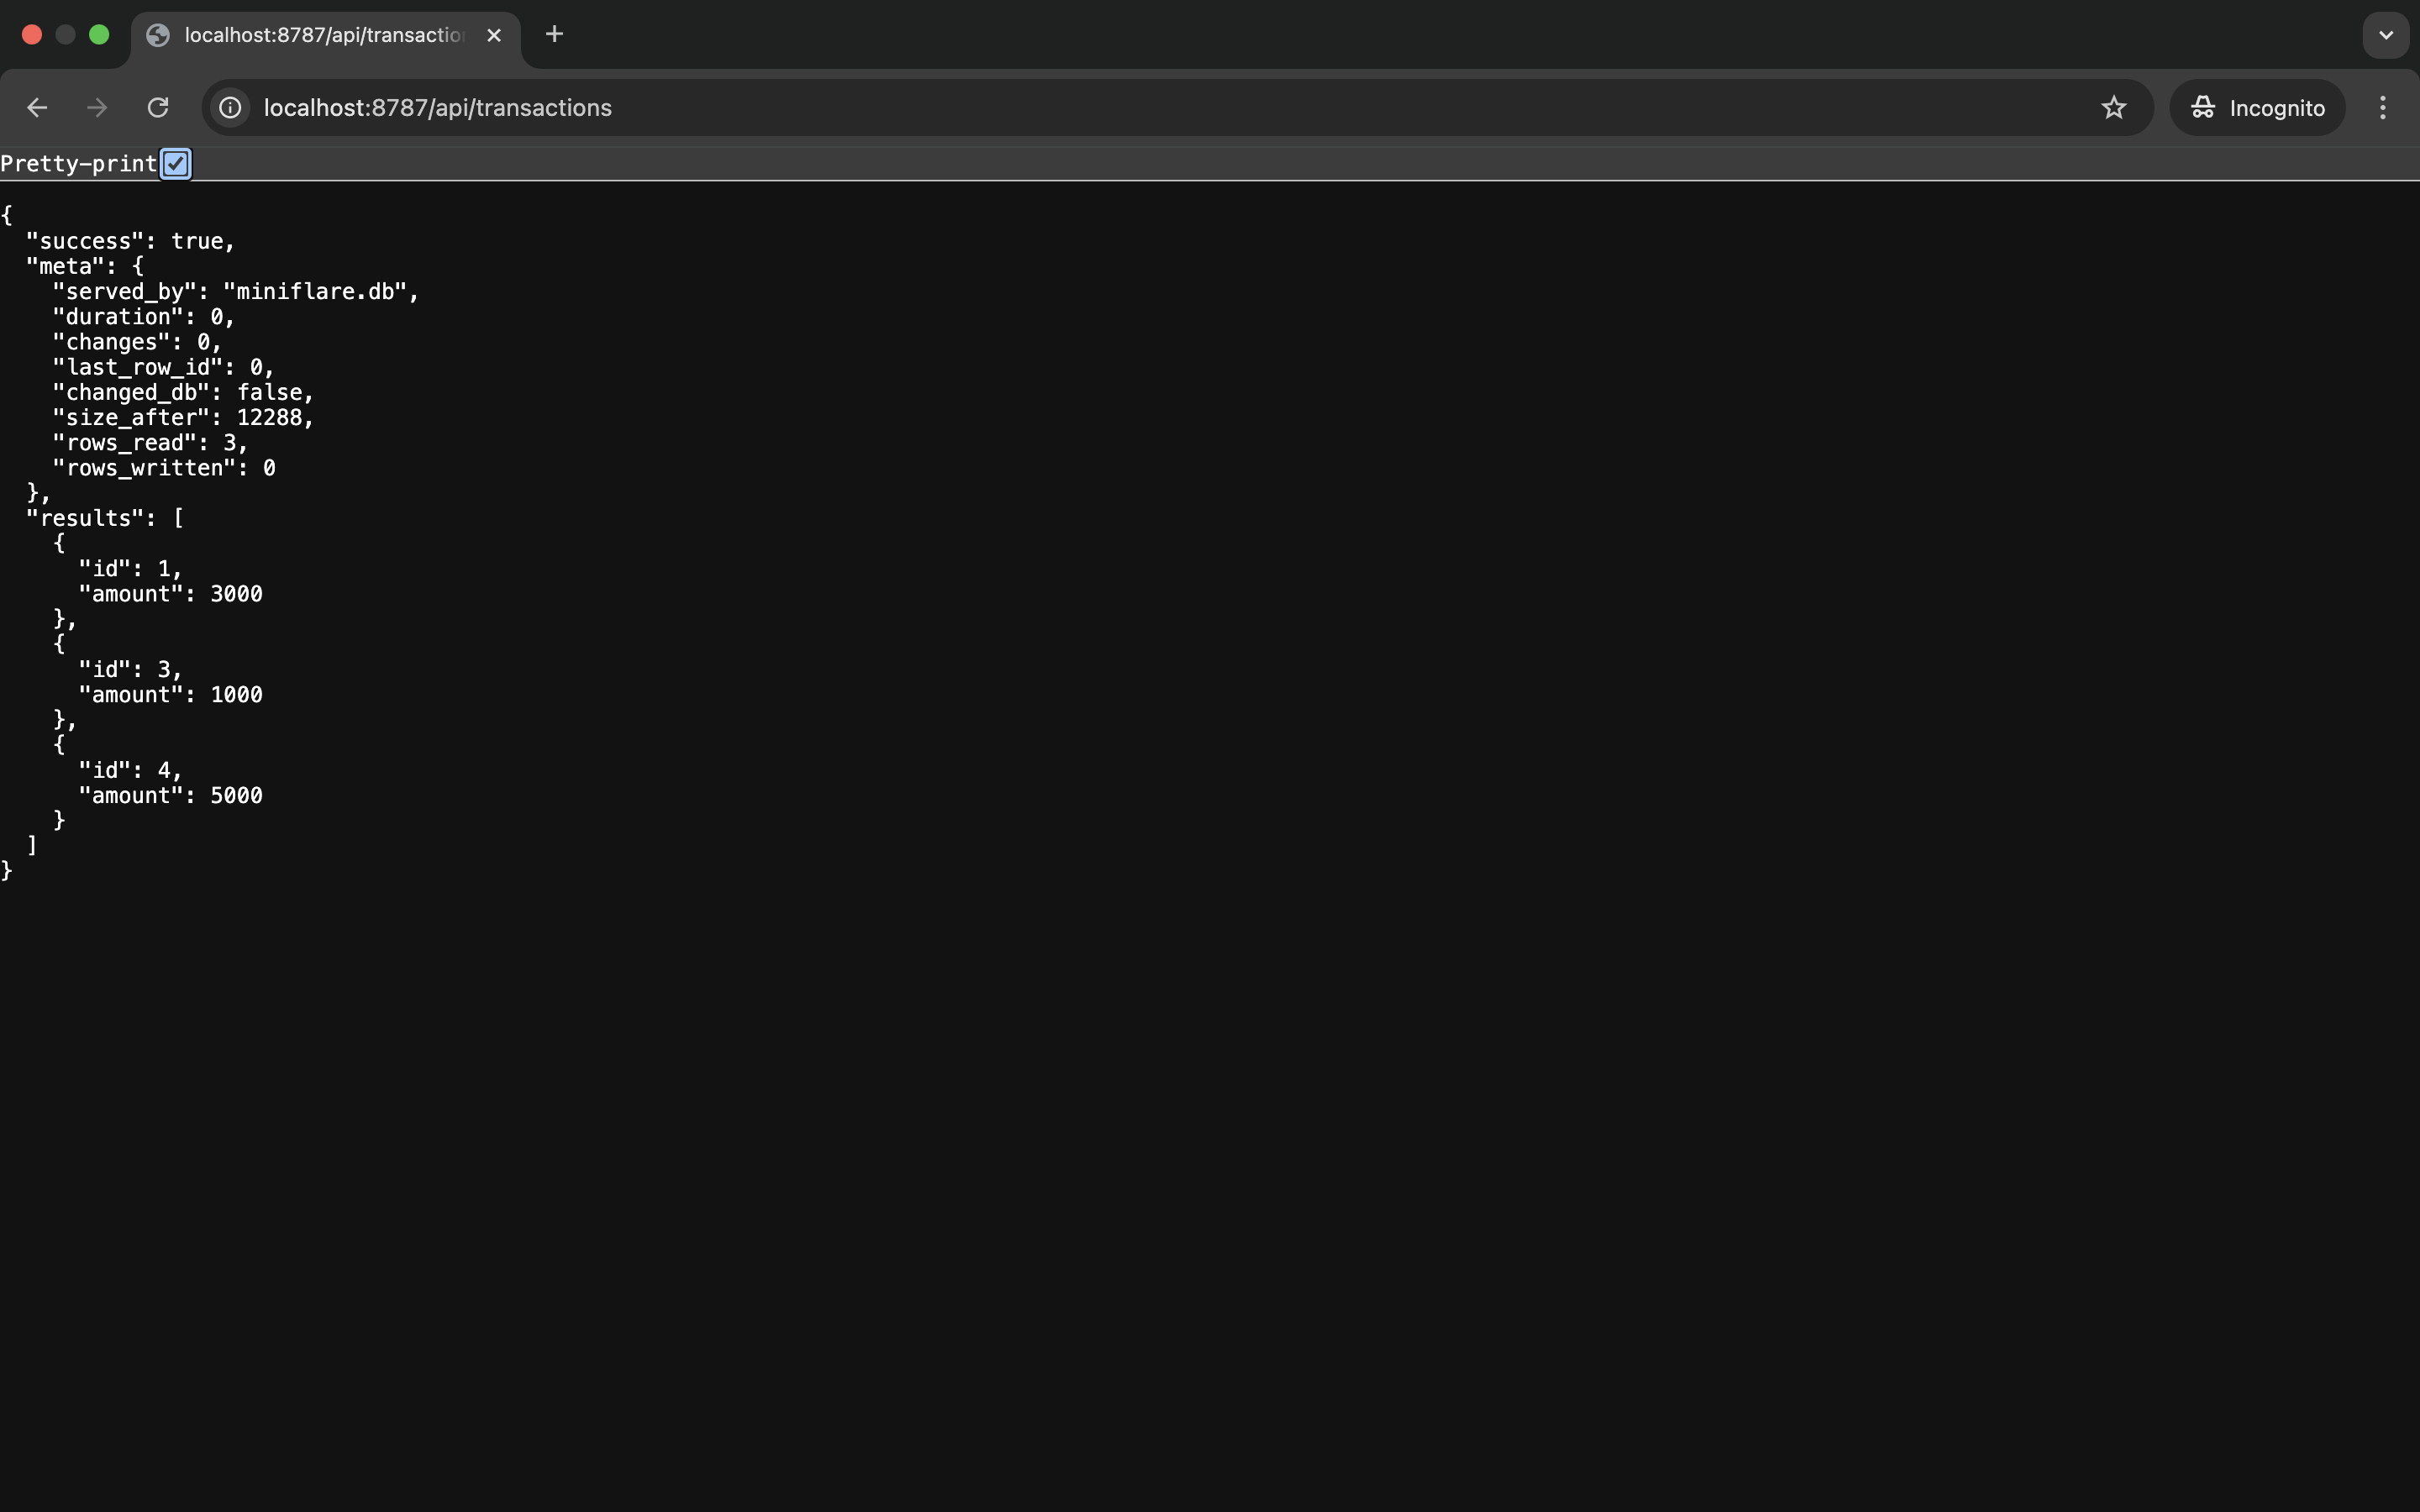 localhost:8787/api/transactio
localhost:8787/api/transactions
Incognito
Pretty-print
{
  "success": true,
  "meta": {
    "served_by": "miniflare.db",
    "duration": 0,
    "changes": 0,
    "last_row_id": 0,
    "changed_db": false,
    "size_after": 12288,
    "rows_read": 3,
    "rows_written": 0
  },
  "results": [
    {
      "id": 1,
      "amount": 3000
    },
    {
      "id": 3,
      "amount": 1000
    },
    {
      "id": 4,
      "amount": 5000
    }
  ]
}